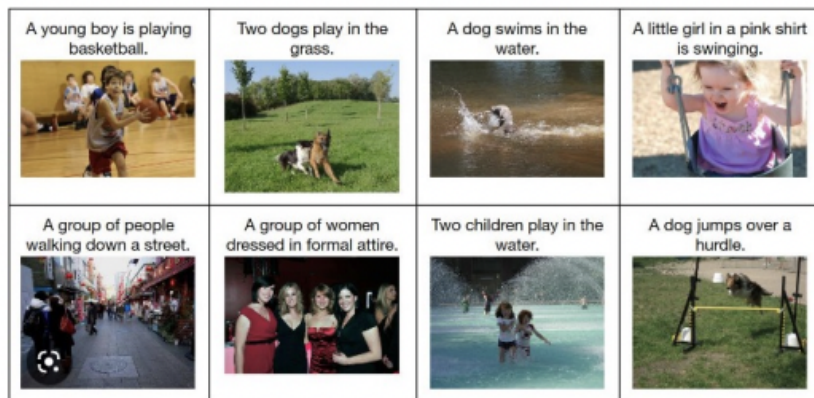 A young boy is playing
basketball.
Two dogs play in the
grass.
A dog swims in the
water.
A little girl in a pink shirt
is swinging.
A group of people
walking down a street.
A group of women
dressed in formal attire.
Two children play in the
water.
A dog jumps over a
hurdle.